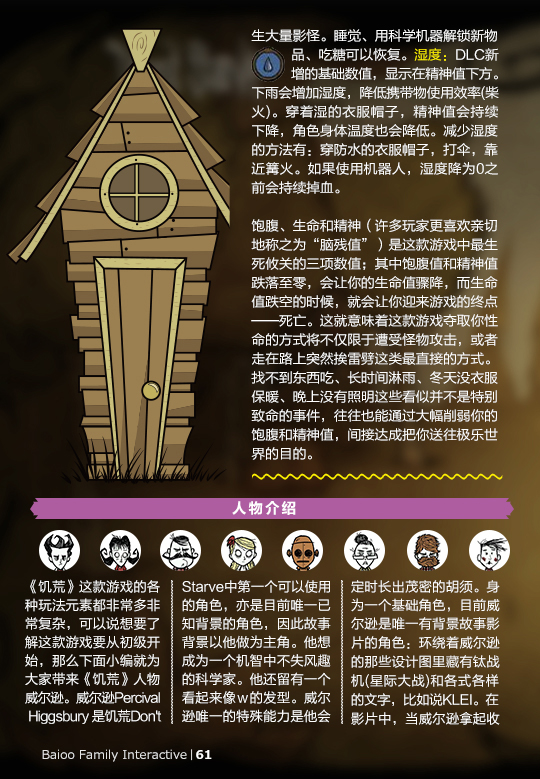 生大量影怪。睡觉、用科学机器解锁新物
品、吃糖可以恢复。湿度：DLC新
增的基础数值，显示在精神值下方。
下雨会增加湿度，降低携带物使用效率(柴
火)。穿着湿的衣服帽子，精神值会持续
下降，角色身体温度也会降低。减少湿度
的方法有：穿防水的衣服帽子，打伞，靠
近篝火。如果使用机器人，湿度降为0之
前会持续掉血。
饱腹、生命和精神（许多玩家更喜欢亲切
地称之为“脑残值”）是这款游戏中最生
死攸关的三项数值；其中饱腹值和精神值
跌落至零，会让你的生命值骤降，而生命
值跌空的时候，就会让你迎来游戏的终点
——死亡。这就意味着这款游戏夺取你性
命的方式将不仅限于遭受怪物攻击，或者
走在路上突然挨雷劈这类最直接的方式。
找不到东西吃、长时间淋雨、冬天没衣服
保暖、晚上没有照明这些看似并不是特别
致命的事件，往往也能通过大幅削弱你的
饱腹和精神值，间接达成把你送往极乐世
界的目的。
人物介绍
《饥荒》这款游戏的各
种玩法元素都非常多非
常复杂，可以说想要了
解这款游戏要从初级开
始，那么下面小编就为
大家带来《饥荒》人物
威尔逊。威尔逊Percival
Higgsbury 是饥荒Don't
Starve中第一个可以使用
的角色，亦是目前唯一已
知背景的角色，因此故事
背景以他做为主角。他想
成为一个机智中不失风趣
的科学家。他还留有一个
看起来像w的发型。威尔
逊唯一的特殊能力是他会
定时长出茂密的胡须。身
为一个基础角色，目前威
尔逊是唯一有背景故事影
片的角色：环绕着威尔逊
的那些设计图里藏有钛战
机(星际大战)和各式各样
的文字，比如说KLEI。在
影片中，当威尔逊拿起收
Baioo Family Interactive | 61